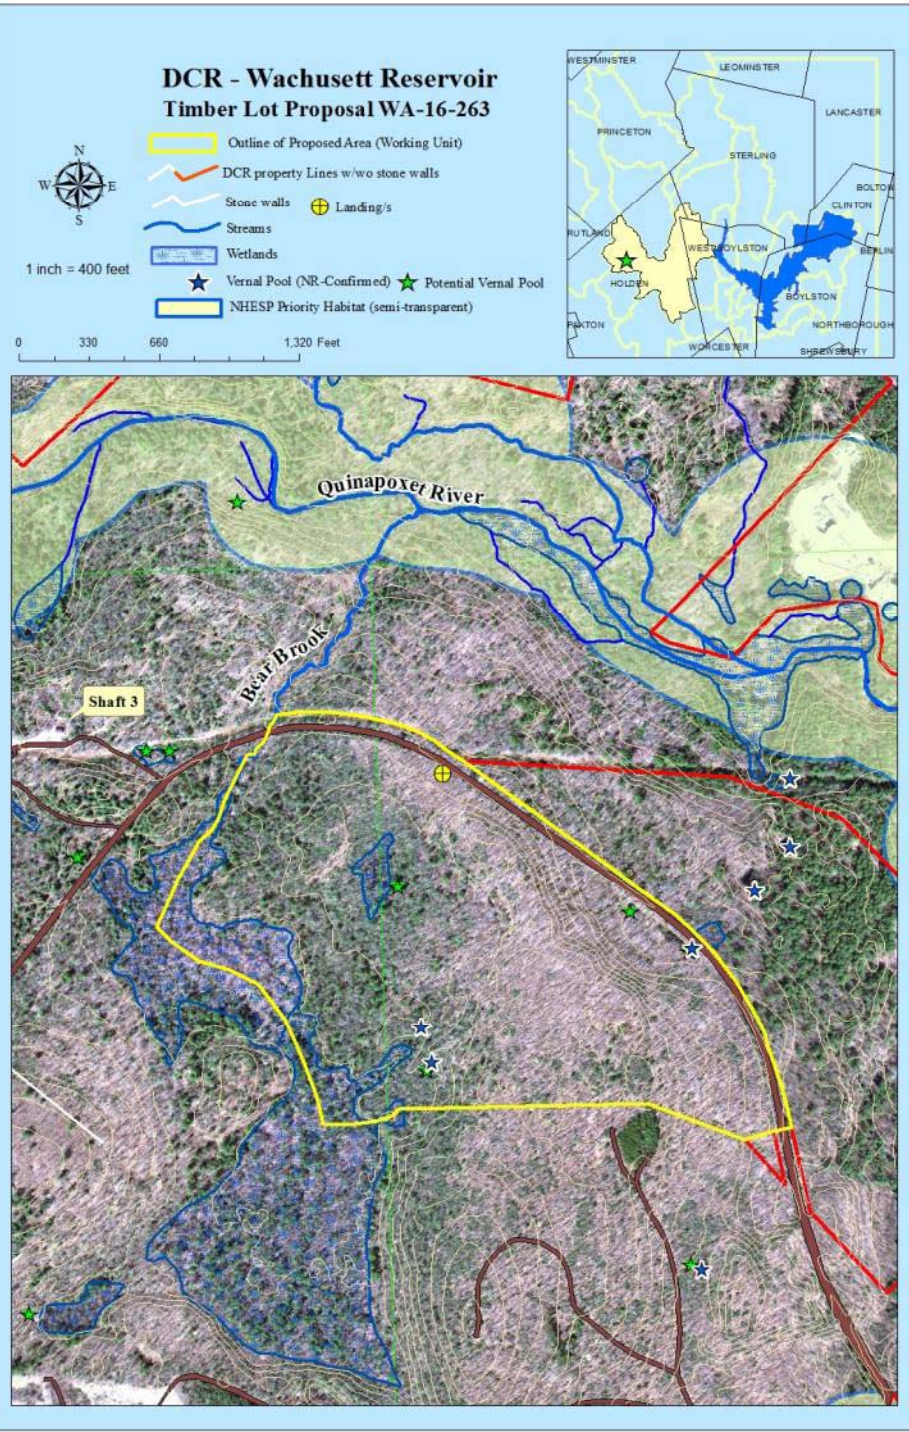 DCR - Wachusett Reservoir
Timber Lot Proposal WA-16-263
Outline of Proposed Area (Working Unit)
DCR property Lines w/wo stone walls
Stone walls
Landing/s
Streams
Wetlands
Vernal Pool (NR-Confirmed)
Potential Vernal Pool
NHESP Priority Habitat (semi-transparent)
N
W
E
S
1 inch = 400 feet
0 330 660 1,320 Feet
WESTMINSTER
LEOMINSTER
LANCASTER
PRINCETON
STERLING
BOLTON
CLINTON
RUTLAND
WEST BOYLSTON
BERLIN
HOLDEN
BOYLSTON
PAXTON
NORTHBOROUGH
WORCESTER
SHREWSBURY
Quinapoxet River
Bear Brook
Shaft 3